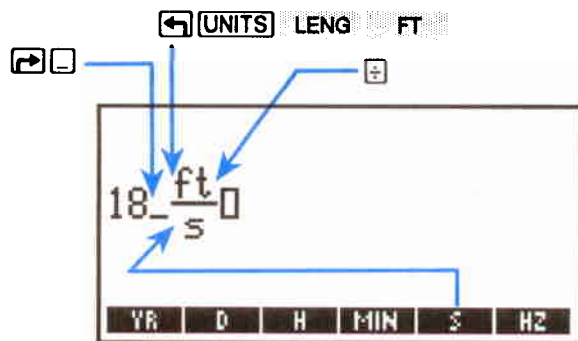 ↰ UNITS LENG FT
↱ _
÷
18_ft/s▯
YR D H MIN S HZ